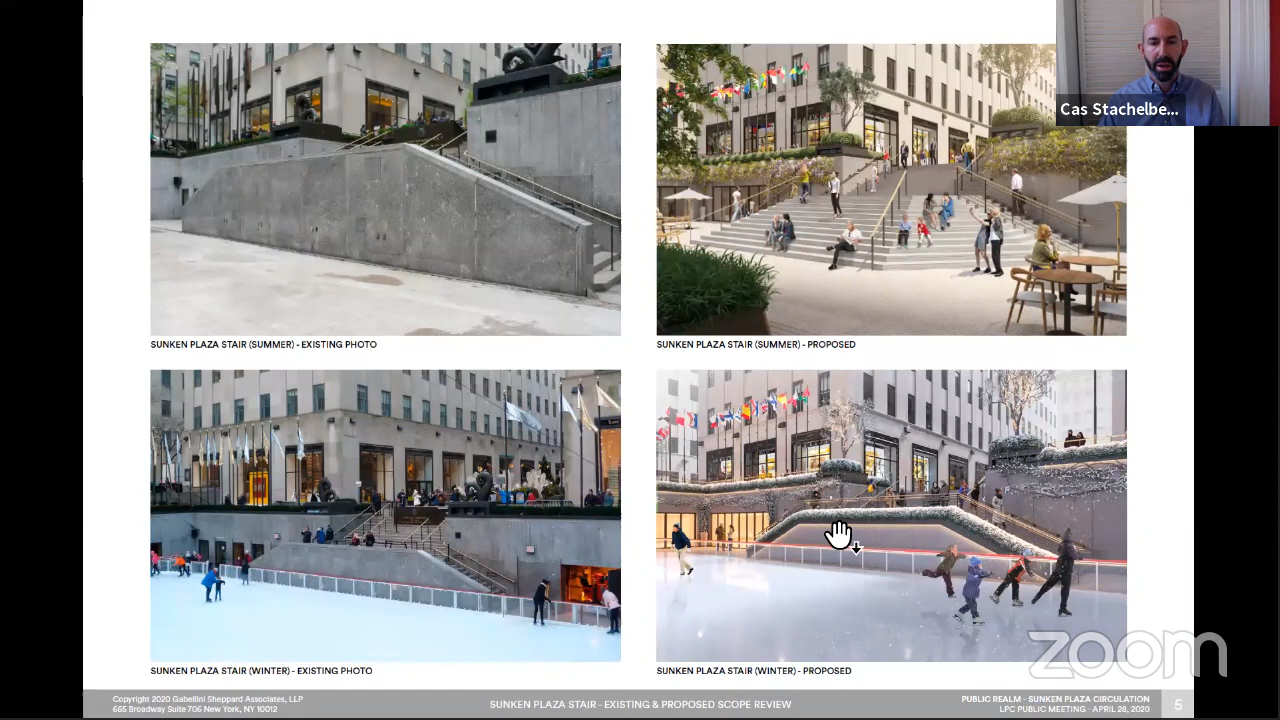 Cas Stachelbe...
SUNKEN PLAZA STAIR (SUMMER) - EXISTING PHOTO
SUNKEN PLAZA STAIR (SUMMER) - PROPOSED
SUNKEN PLAZA STAIR (WINTER) - EXISTING PHOTO
SUNKEN PLAZA STAIR (WINTER) - PROPOSED
zoom
Copyright 2020 Gabellini Sheppard Associates, LLP
665 Broadway Suite 706 New York, NY 10012
SUNKEN PLAZA STAIR - EXISTING & PROPOSED SCOPE REVIEW
PUBLIC REALM - SUNKEN PLAZA CIRCULATION
LPC PUBLIC MEETING - APRIL 28, 2020
5